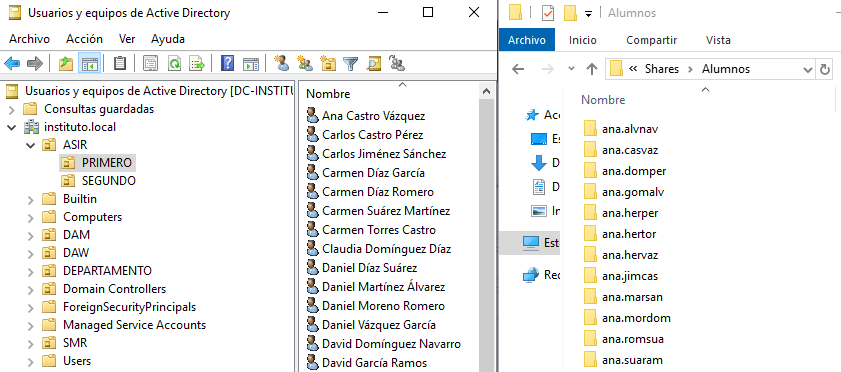 Usuarios y equipos de Active Directory
Archivo Acción Ver Ayuda
Usuarios y equipos de Active Directory [DC-INSTITU
Consultas guardadas
instituto.local
ASIR
PRIMERO
SEGUNDO
Builtin
Computers
DAM
DAW
DEPARTAMENTO
Domain Controllers
ForeignSecurityPrincipals
Managed Service Accounts
SMR
Users
Nombre
Ana Castro Vázquez
Carlos Castro Pérez
Carlos Jiménez Sánchez
Carmen Díaz García
Carmen Díaz Romero
Carmen Suárez Martínez
Carmen Torres Castro
Claudia Domínguez Díaz
Daniel Díaz Suárez
Daniel Martínez Álvarez
Daniel Moreno Romero
Daniel Vázquez García
David Domínguez Navarro
David García Ramos
Alumnos
Archivo Inicio Compartir Vista
« Shares > Alumnos
Acc
Es
D
D
In
Este
Rec
Nombre
ana.alvnav
ana.casvaz
ana.domper
ana.gomalv
ana.herper
ana.hertor
ana.hervaz
ana.jimcas
ana.marsan
ana.mordom
ana.romsua
ana.suaram